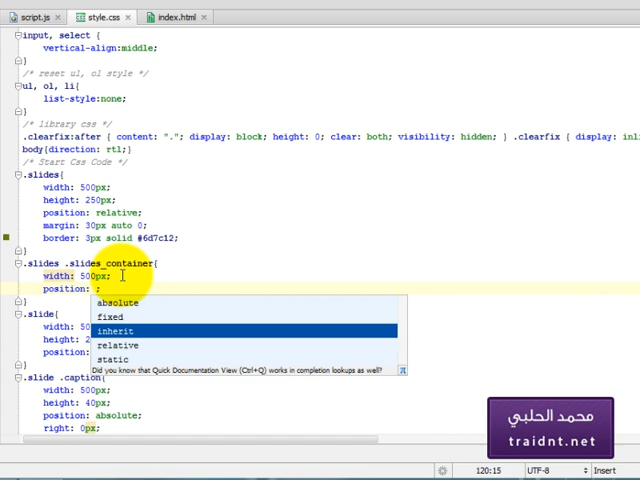 script.js
style.css
index.html
input, select {
vertical-align:middle;
}
/* reset ul, ol style */
ul, ol, li{
list-style:none;
}
/* library css */
.clearfix:after { content: "."; display: block; height: 0; clear: both; visibility: hidden; } .clearfix { display: inli
body{direction: rtl;}
/* Start Css Code */
.slides{
width: 500px;
height: 250px;
position: relative;
margin: 30px auto 0;
border: 3px solid #6d7c12;
}
.slides .slides_container{
width: 500px;
position: ;
}
absolute
fixed
inherit
relative
static
Did you know that Quick Documentation View (Ctrl+Q) works in completion lookups as well?
π
.slide{
width: 50
height: 2
position:
}
.slide .caption{
width: 500px;
height: 40px;
position: absolute;
right: 0px;
محمد الحلبي
traidnt.net
120:15
UTF-8
Insert